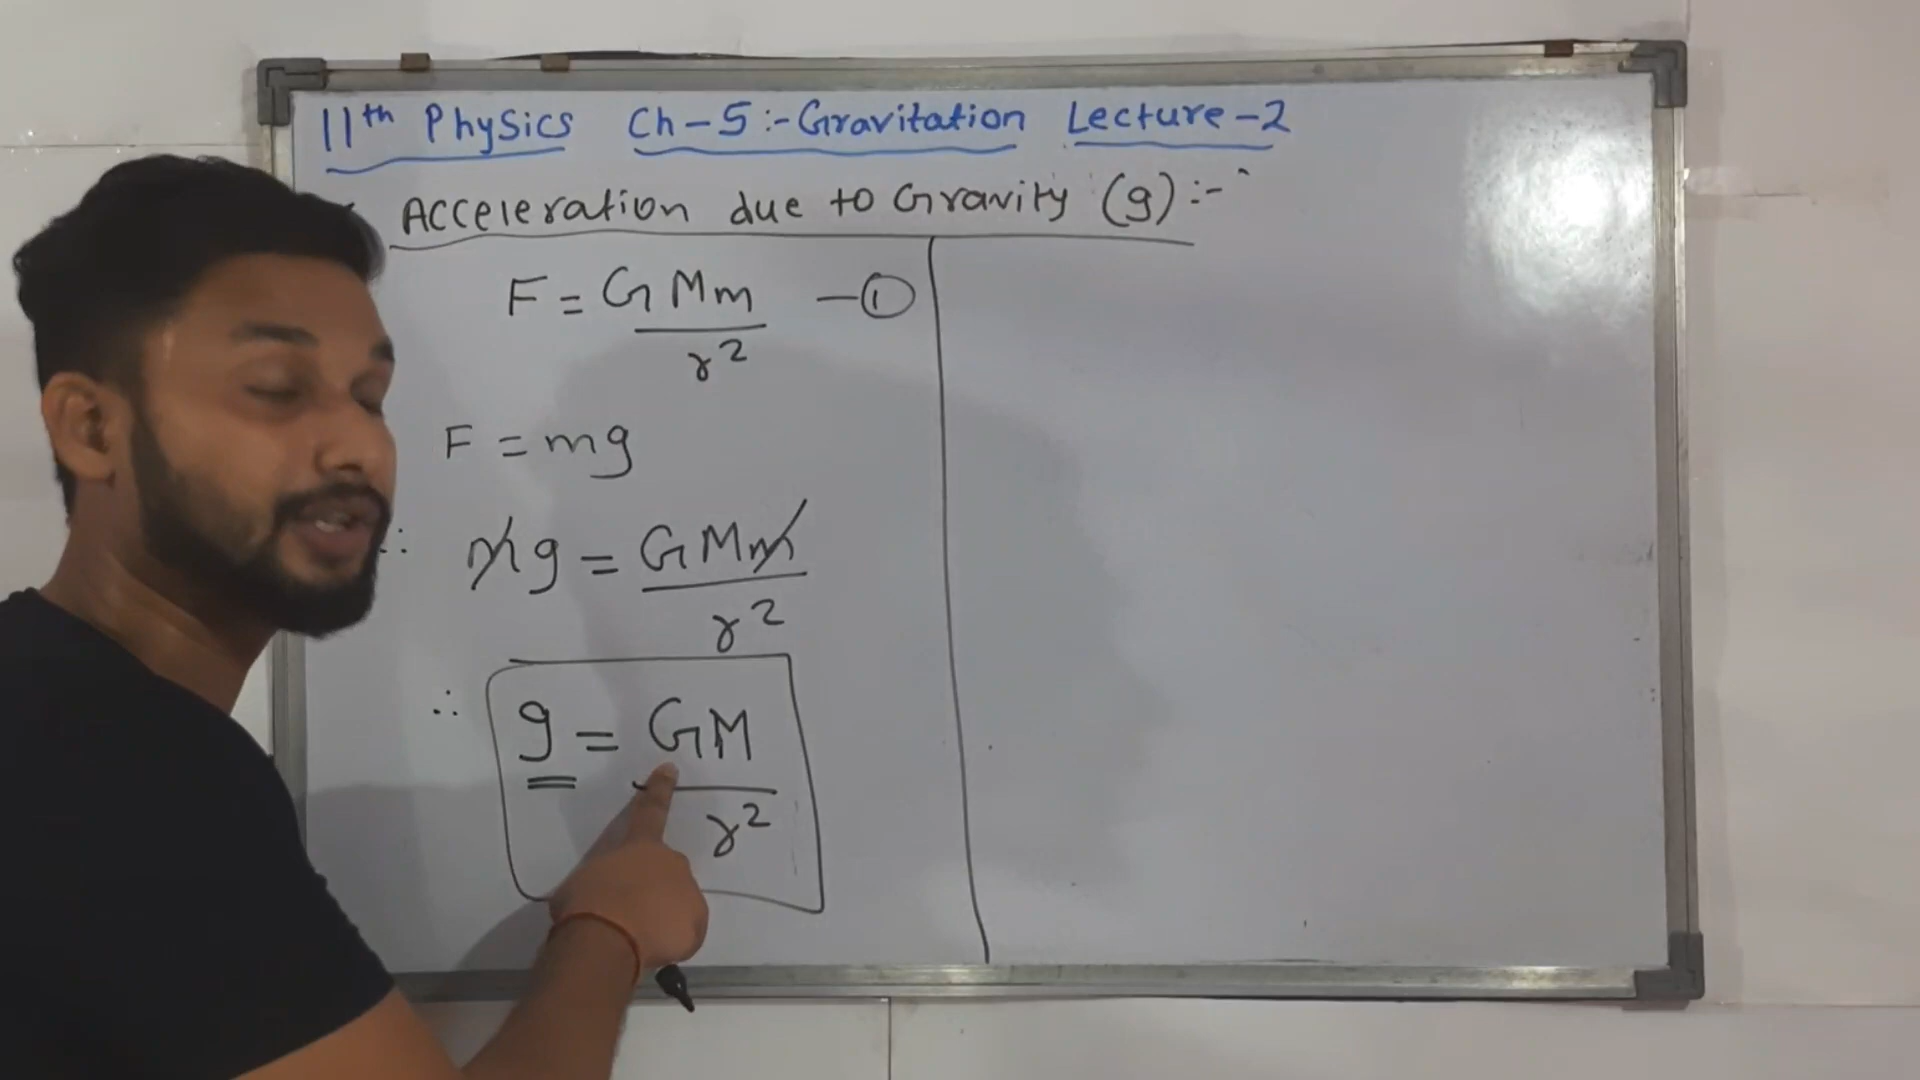 11th Physics Ch-5:-Gravitation Lecture-2
Acceleration due to Gravity (g):-
F = GMm/r² —①
F = mg
∴ mg = GMm/r²
∴ g = GM/r²